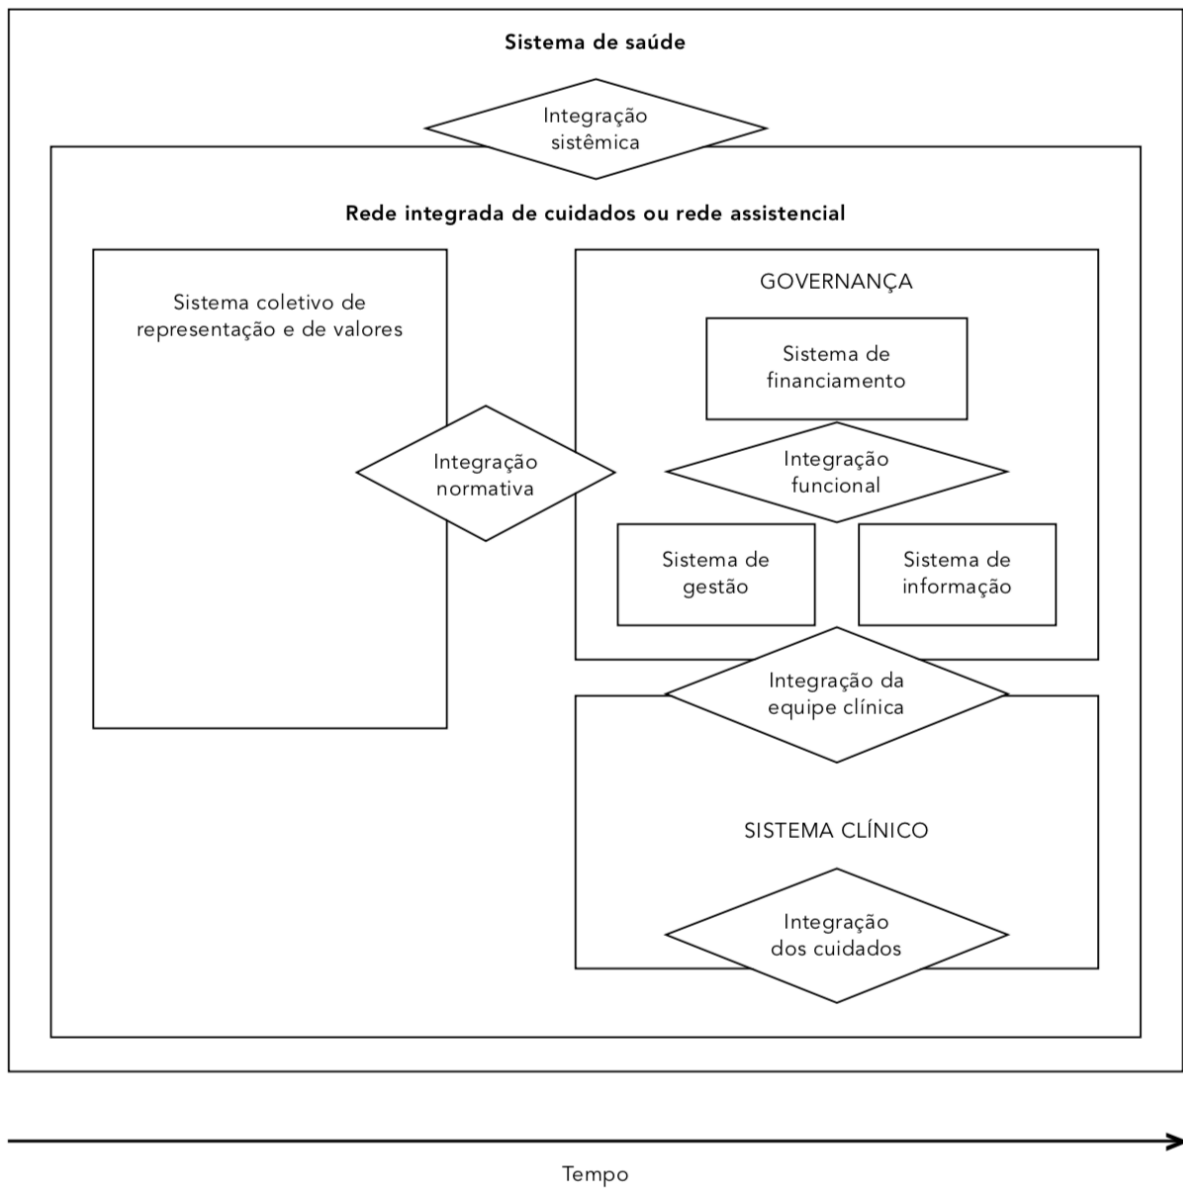 Sistema de saúde
Integração
sistêmica
Rede integrada de cuidados ou rede assistencial
Sistema coletivo de
representação e de valores
Integração
normativa
GOVERNANÇA
Sistema de
financiamento
Integração
funcional
Sistema de
gestão
Sistema de
informação
Integração da
equipe clínica
SISTEMA CLÍNICO
Integração
dos cuidados
Tempo